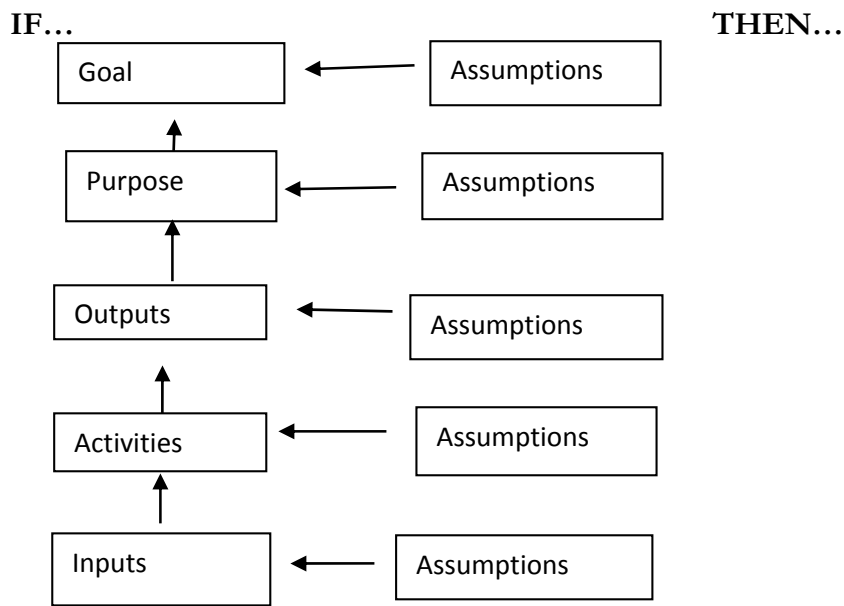 IF… THEN…
Goal Assumptions
Purpose Assumptions
Outputs Assumptions
Activities Assumptions
Inputs Assumptions